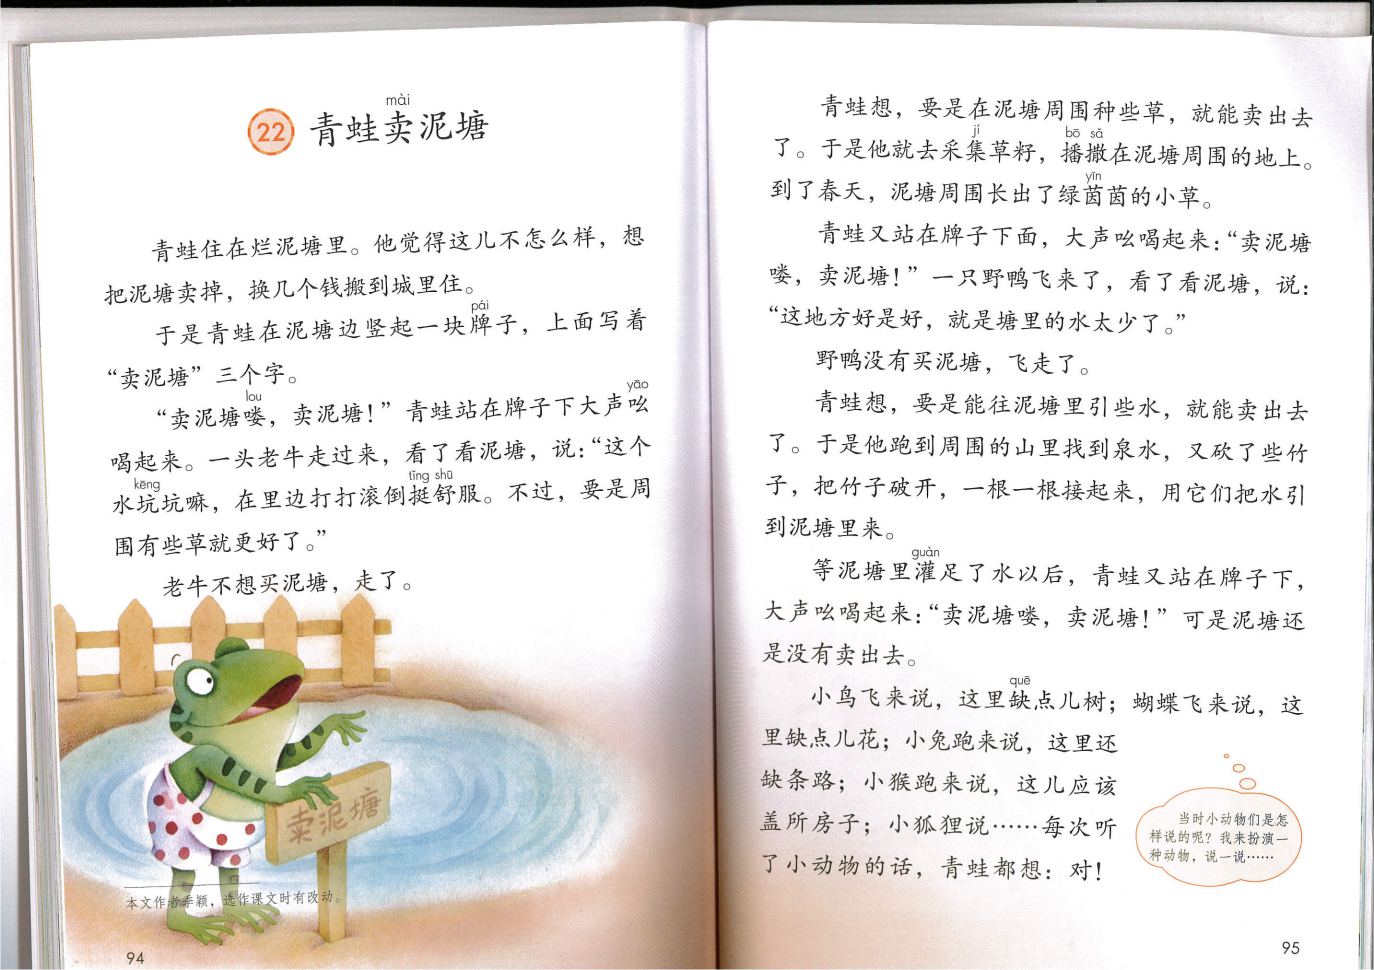 mài
22 青蛙卖泥塘
青蛙住在烂泥塘里。他觉得这儿不怎么样，想
把泥塘卖掉，换几个钱搬到城里住。
pái
于是青蛙在泥塘边竖起一块牌子，上面写着
“卖泥塘”三个字。
lou yāo
“卖泥塘喽，卖泥塘！”青蛙站在牌子下大声吆
喝起来。一头老牛走过来，看了看泥塘，说：“这个
kēng tǐng shū
水坑坑嘛，在里边打打滚倒挺舒服。不过，要是周
围有些草就更好了。”
老牛不想买泥塘，走了。
卖泥塘
本文作者季颖，选作课文时有改动。
94
青蛙想，要是在泥塘周围种些草，就能卖出去
jí bō sǎ
了。于是他就去采集草籽，播撒在泥塘周围的地上。
yīn
到了春天，泥塘周围长出了绿茵茵的小草。
青蛙又站在牌子下面，大声吆喝起来：“卖泥塘
喽，卖泥塘！”一只野鸭飞来了，看了看泥塘，说：
“这地方好是好，就是塘里的水太少了。”
野鸭没有买泥塘，飞走了。
青蛙想，要是能往泥塘里引些水，就能卖出去
了。于是他跑到周围的山里找到泉水，又砍了些竹
子，把竹子破开，一根一根接起来，用它们把水引
到泥塘里来。
guàn
等泥塘里灌足了水以后，青蛙又站在牌子下，
大声吆喝起来：“卖泥塘喽，卖泥塘！”可是泥塘还
是没有卖出去。
quē
小鸟飞来说，这里缺点儿树；蝴蝶飞来说，这
里缺点儿花；小兔跑来说，这里还
缺条路；小猴跑来说，这儿应该
盖所房子；小狐狸说……每次听
了小动物的话，青蛙都想：对！
当时小动物们是怎
样说的呢？我来扮演一
种动物，说一说……
95